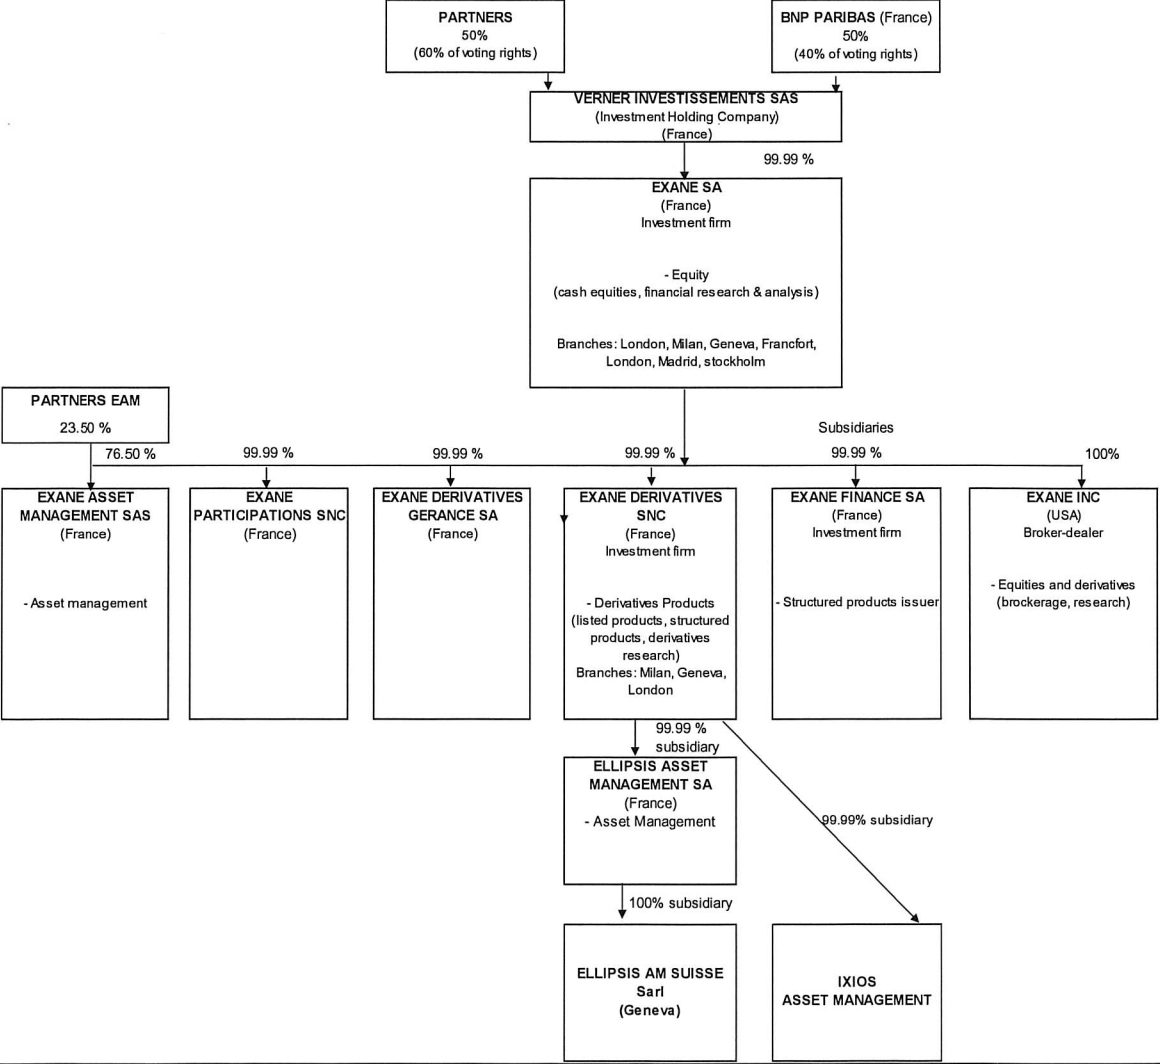 PARTNERS
50%
(60% of voting rights)
BNP PARIBAS (France)
50%
(40% of voting rights)
VERNER INVESTISSEMENTS SAS
(Investment Holding Company)
(France)
99.99 %
EXANE SA
(France)
Investment firm
- Equity
(cash equities, financial research & analysis)
Branches: London, Milan, Geneva, Francfort,
London, Madrid, stockholm
PARTNERS EAM
23.50 %
Subsidiaries
76.50 %
99.99 %
99.99 %
99.99 %
99.99 %
100%
EXANE ASSET
MANAGEMENT SAS
(France)
- Asset management
EXANE
PARTICIPATIONS SNC
(France)
EXANE DERIVATIVES
GERANCE SA
(France)
EXANE DERIVATIVES
SNC
(France)
Investment firm
- Derivatives Products
(listed products, structured
products, derivatives
research)
Branches: Milan, Geneva,
London
EXANE FINANCE SA
(France)
Investment firm
- Structured products issuer
EXANE INC
(USA)
Broker-dealer
- Equities and derivatives
(brockerage, research)
99.99 %
subsidiary
ELLIPSIS ASSET
MANAGEMENT SA
(France)
- Asset Management
99.99% subsidiary
100% subsidiary
ELLIPSIS AM SUISSE
Sarl
(Geneva)
IXIOS
ASSET MANAGEMENT